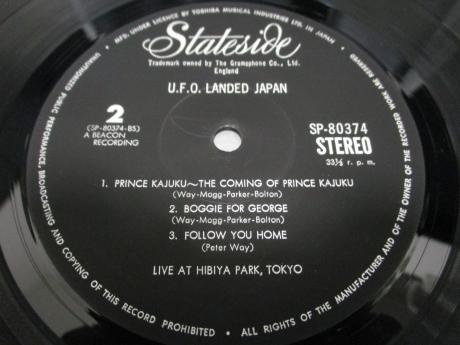 MFD. UNDER LICENCE BY TOSHIBA MUSICAL INDUSTRIES LTD. IN JAPAN.
Stateside
Trademark owned by The Gramophone Co., Ltd.
England
U.F.O. LANDED JAPAN
2
(SP-80374-BS)
A BEACON
RECORDING
SP-80374
STEREO
33⅓ r. p. m.
1. PRINCE KAJUKU~THE COMING OF PRINCE KAJUKU
(Way-Mogg-Parker-Bolton)
2. BOGGIE FOR GEORGE
(Way-Mogg-Parker-Bolton)
3. FOLLOW YOU HOME
(Peter Way)
LIVE AT HIBIYA PARK, TOKYO
UNAUTHORIZED PUBLIC PERFORMANCE, BROADCASTING AND COPYING OF THIS RECORD PROHIBITED • ALL RIGHTS OF THE MANUFACTURER AND OF THE OWNER OF THE RECORDED WORK ARE RESERVED